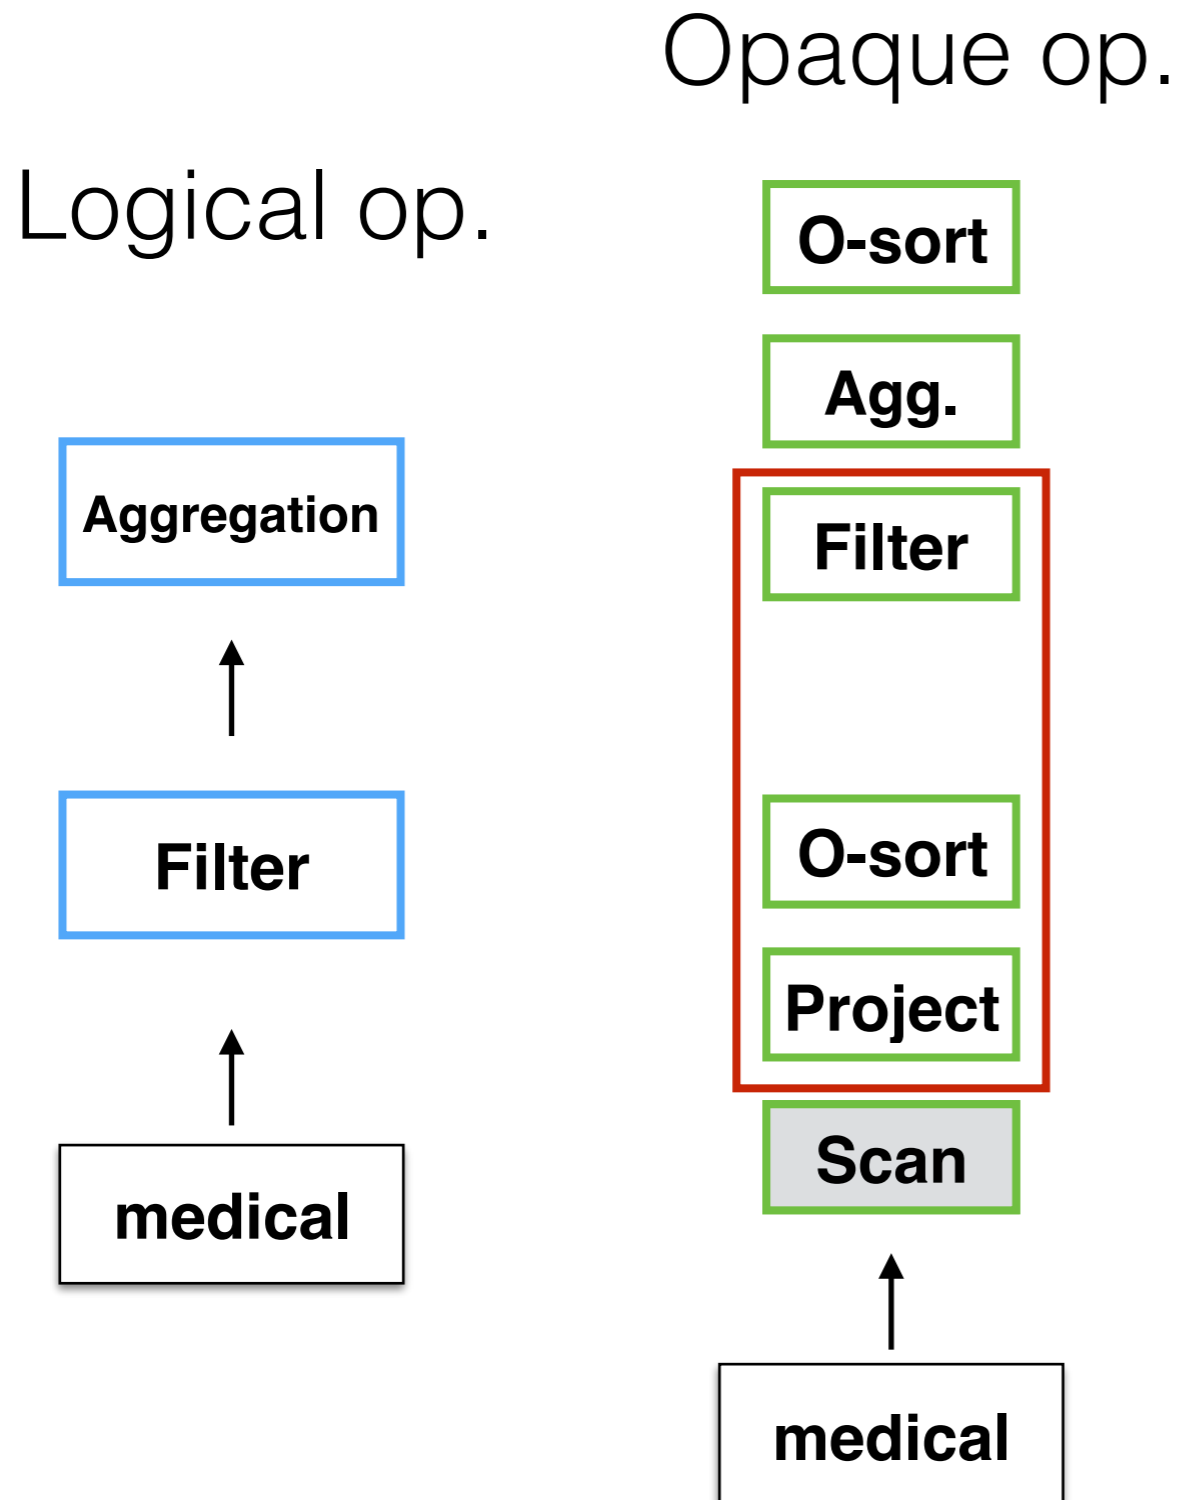 Logical op.
Aggregation
Filter
medical
Opaque op.
O-sort
Agg.
Filter
O-sort
Project
Scan
medical